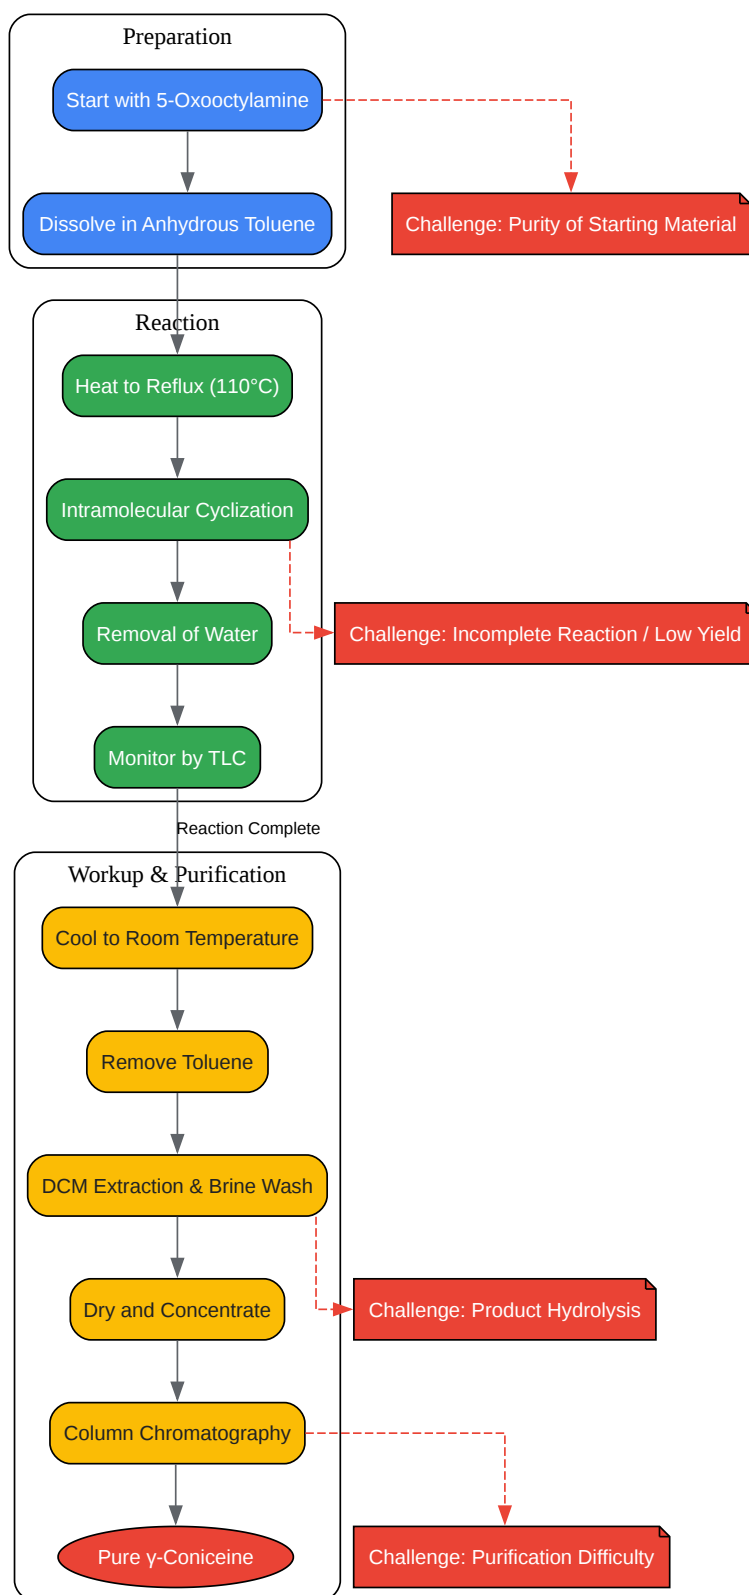 Preparation
Start with 5-Oxooctylamine
Dissolve in Anhydrous Toluene
Challenge: Purity of Starting Material
Reaction
Heat to Reflux (110°C)
Intramolecular Cyclization
Removal of Water
Challenge: Incomplete Reaction / Low Yield
Monitor by TLC
Reaction Complete
Workup & Purification
Cool to Room Temperature
Remove Toluene
DCM Extraction & Brine Wash
Dry and Concentrate
Challenge: Product Hydrolysis
Column Chromatography
Pure γ-Coniceine
Challenge: Purification Difficulty